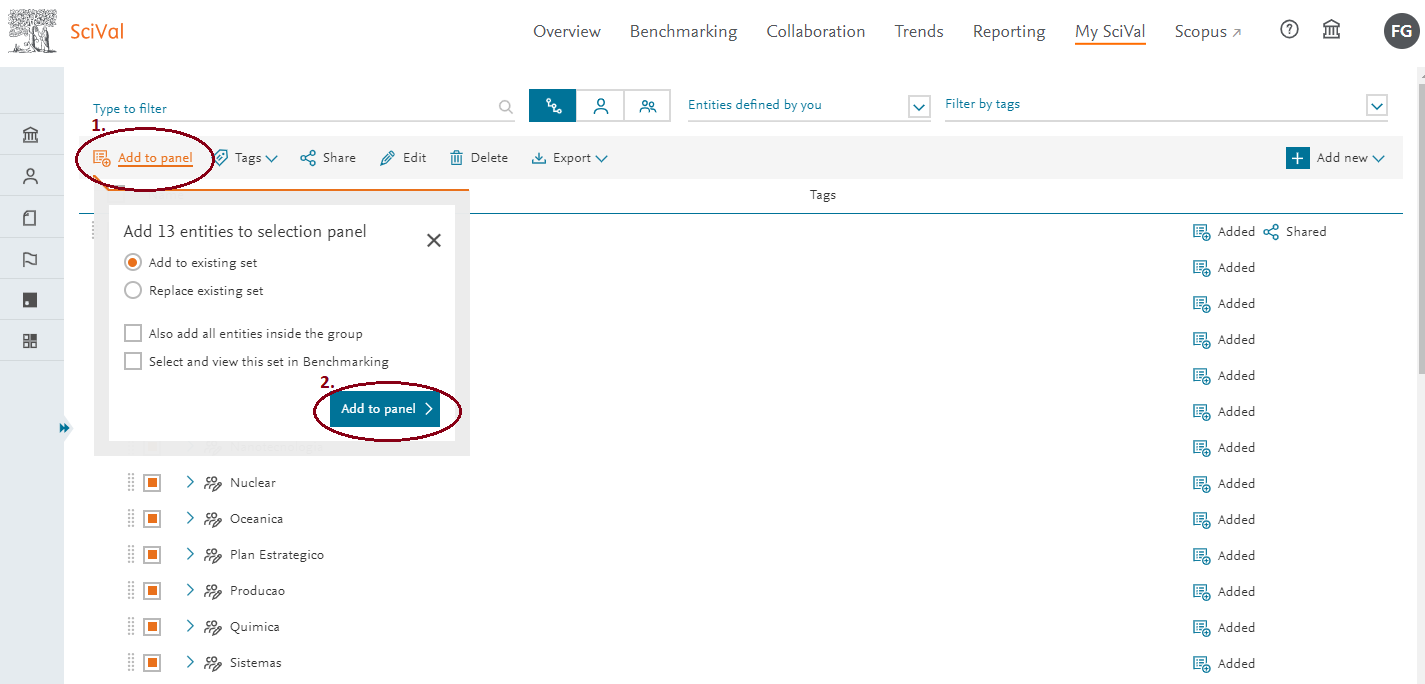 SciVal
Overview Benchmarking Collaboration Trends Reporting My SciVal Scopus ↗ ? FG
Type to filter Entities defined by you Filter by tags
1.
Add to panel Tags Share Edit Delete Export + Add new
Tags
Add 13 entities to selection panel Added Shared
Add to existing set Added
Replace existing set Added
Also add all entities inside the group Added
Select and view this set in Benchmarking Added
2.
Add to panel Added
Added
Nuclear Added
Oceanica Added
Plan Estrategico Added
Producao Added
Quimica Added
Sistemas Added